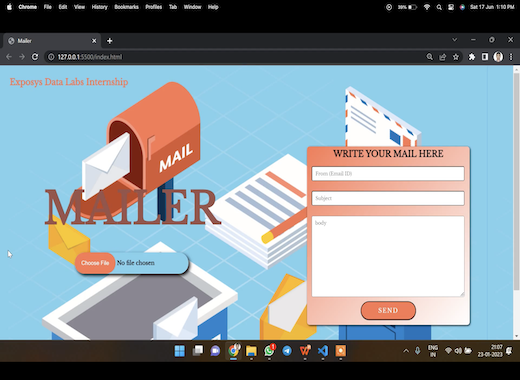 Chrome File Edit View History Bookmarks Profiles Tab Window Help
Sat 17 Jun 1:10 PM
Mailer
127.0.0.1:5500/index.html
Exposys Data Labs Internship
MAIL
MAILER
Choose File No file chosen
WRITE YOUR MAIL HERE
From (Email ID)
Subject
body
SEND
ENG
IN
21:07
23-01-2023